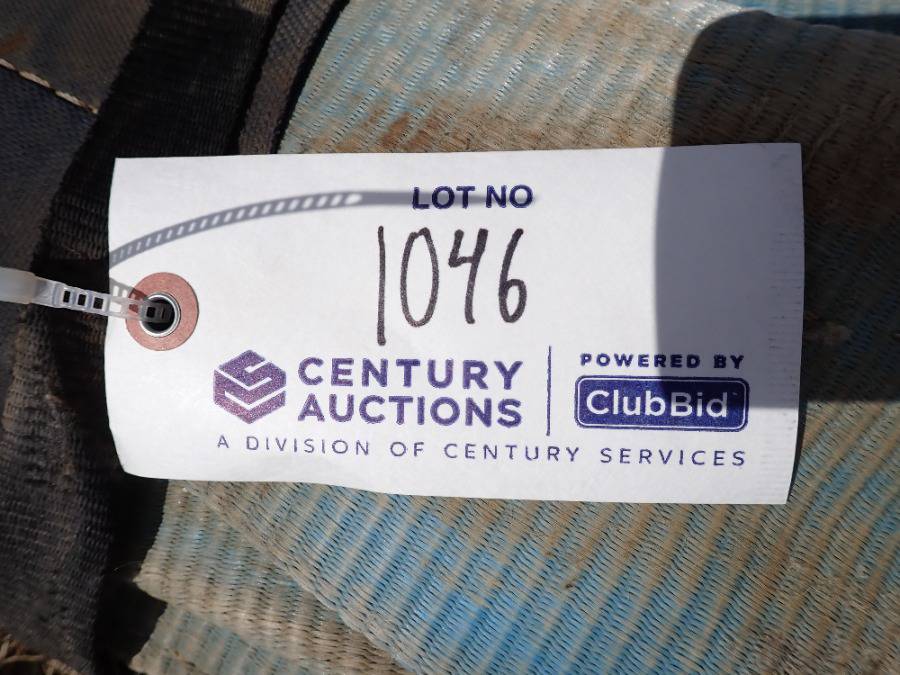 LOT NO
1046
CENTURY
AUCTIONS
POWERED BY
ClubBid
A DIVISION OF CENTURY SERVICES